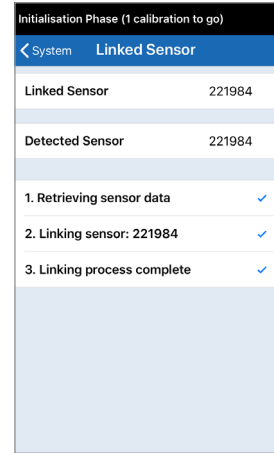 Initialisation Phase (1 calibration to go)
System Linked Sensor
Linked Sensor 221984
Detected Sensor 221984
1. Retrieving sensor data
2. Linking sensor: 221984
3. Linking process complete